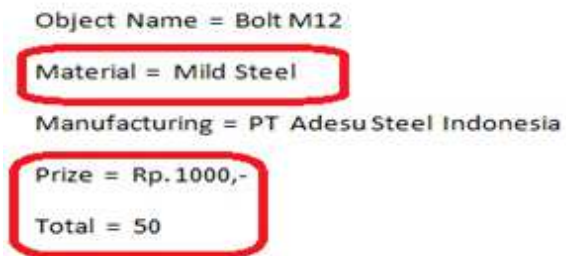 Object Name = Bolt M12
Material = Mild Steel
Manufacturing = PT Adesu Steel Indonesia
Prize = Rp. 1000,-
Total = 50